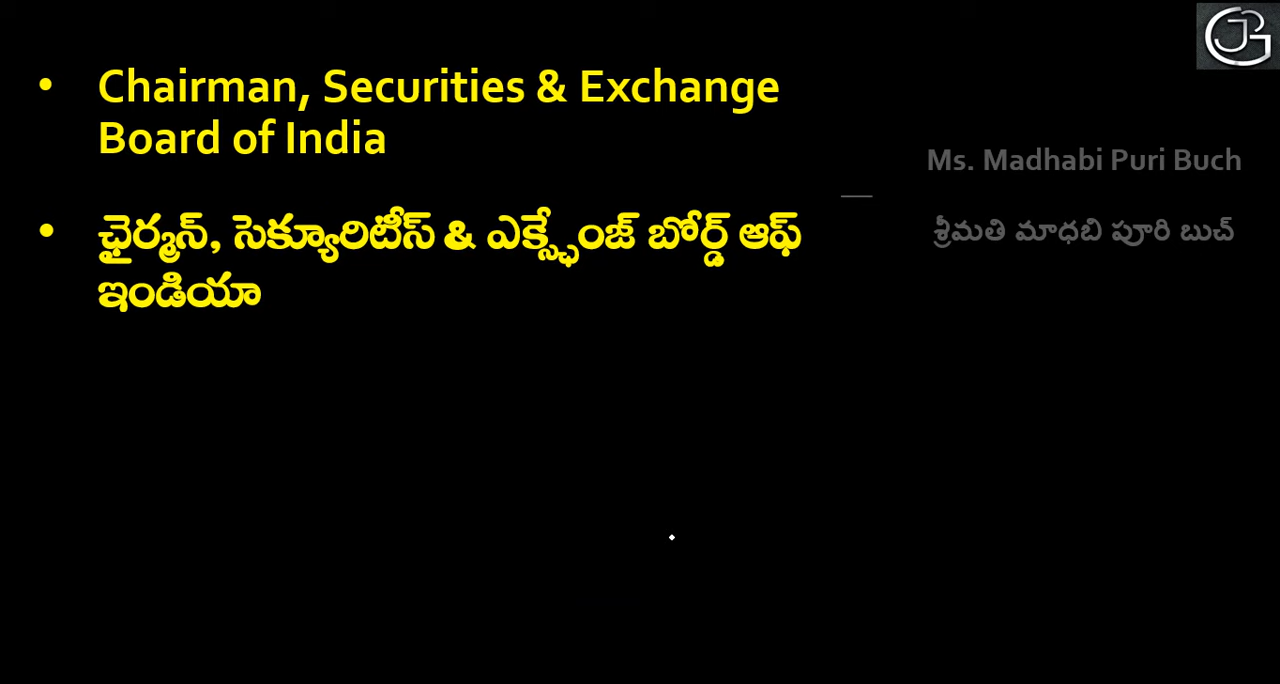 • Chairman, Securities & Exchange
Board of India
Ms. Madhabi Puri Buch
• ఛైర్మన్, సెక్యూరిటీస్ & ఎక్స్ఛేంజ్ బోర్డ్ ఆఫ్
ఇండియా
శ్రీమతి మాధబి పూరి బుచ్